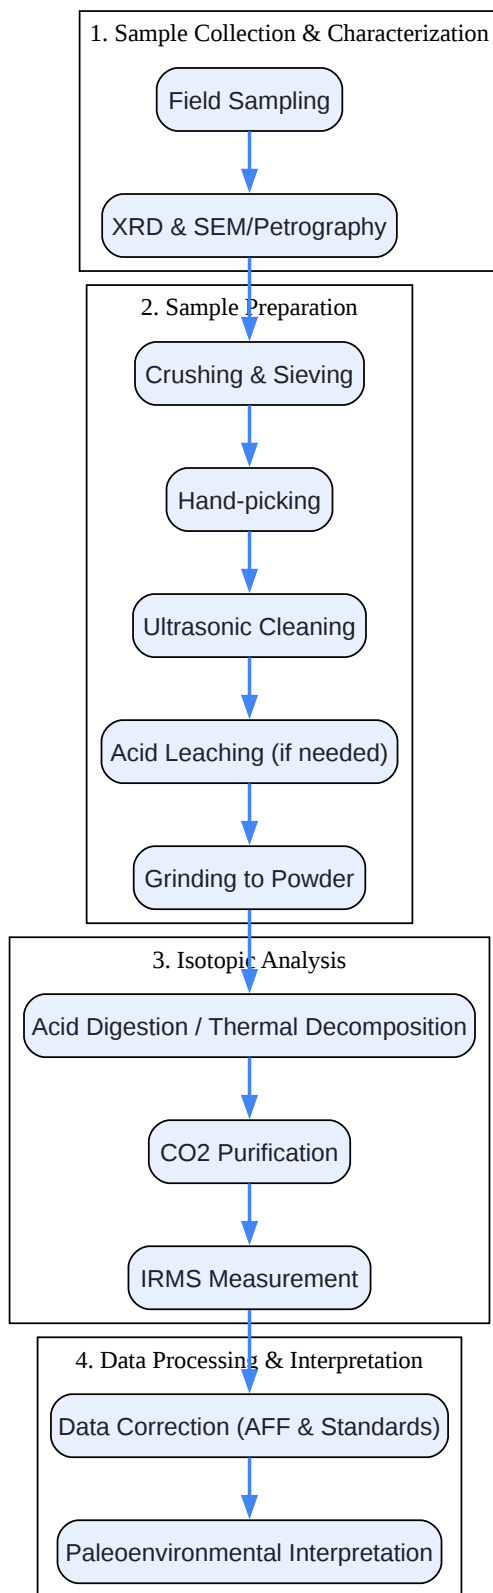 1. Sample Collection & Characterization
Field Sampling
XRD & SEM/Petrography
2. Sample Preparation
Crushing & Sieving
Hand-picking
Ultrasonic Cleaning
Acid Leaching (if needed)
Grinding to Powder
3. Isotopic Analysis
Acid Digestion / Thermal Decomposition
CO2 Purification
IRMS Measurement
4. Data Processing & Interpretation
Data Correction (AFF & Standards)
Paleoenvironmental Interpretation